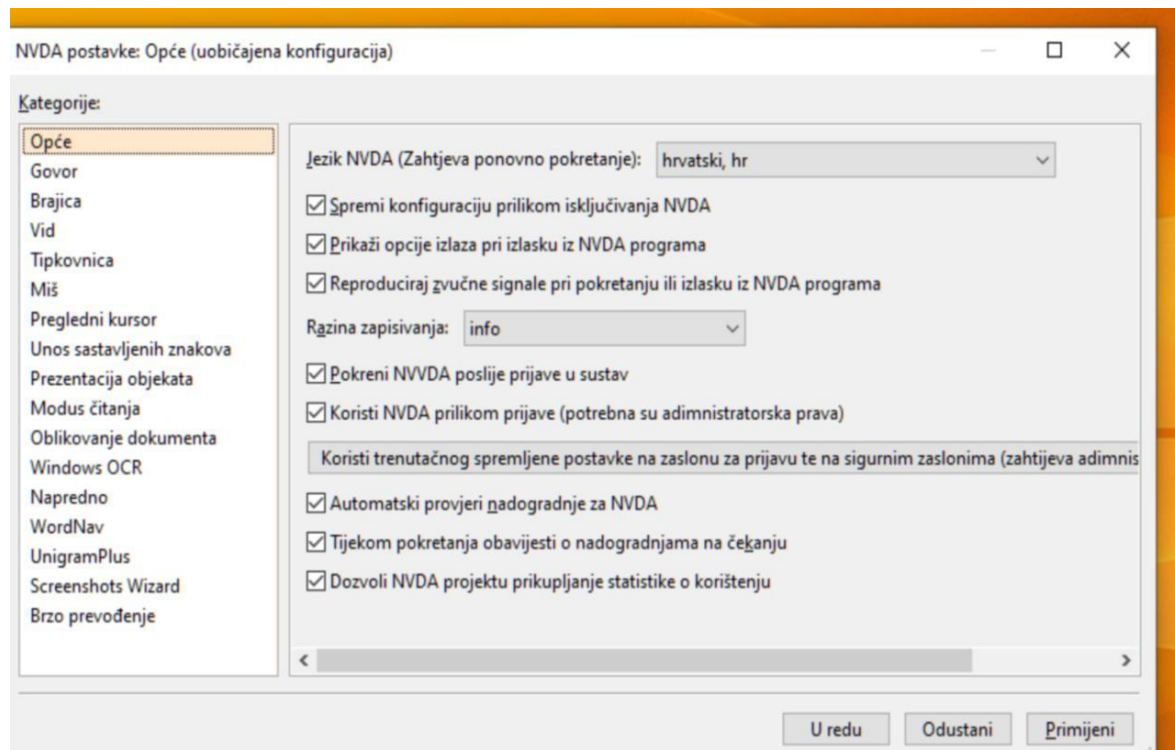 NVDA postavke: Opće (uobičajena konfiguracija)
Kategorije:
Opće
Govor
Brajica
Vid
Tipkovnica
Miš
Pregledni kursor
Unos sastavljenih znakova
Prezentacija objekata
Modus čitanja
Oblikovanje dokumenta
Windows OCR
Napredno
WordNav
UnigramPlus
Screenshots Wizard
Brzo prevođenje
Jezik NVDA (Zahtjeva ponovno pokretanje): hrvatski, hr
Spremi konfiguraciju prilikom isključivanja NVDA
Prikaži opcije izlaza pri izlasku iz NVDA programa
Reproduciraj zvučne signale pri pokretanju ili izlasku iz NVDA programa
Razina zapisivanja: info
Pokreni NVVDA poslije prijave u sustav
Koristi NVDA prilikom prijave (potrebna su adimnistratorska prava)
Koristi trenutačnog spremljene postavke na zaslonu za prijavu te na sigurnim zaslonima (zahtijeva adimnis
Automatski provjeri nadogradnje za NVDA
Tijekom pokretanja obavijesti o nadogradnjama na čekanju
Dozvoli NVDA projektu prikupljanje statistike o korištenju
U redu Odustani Primijeni